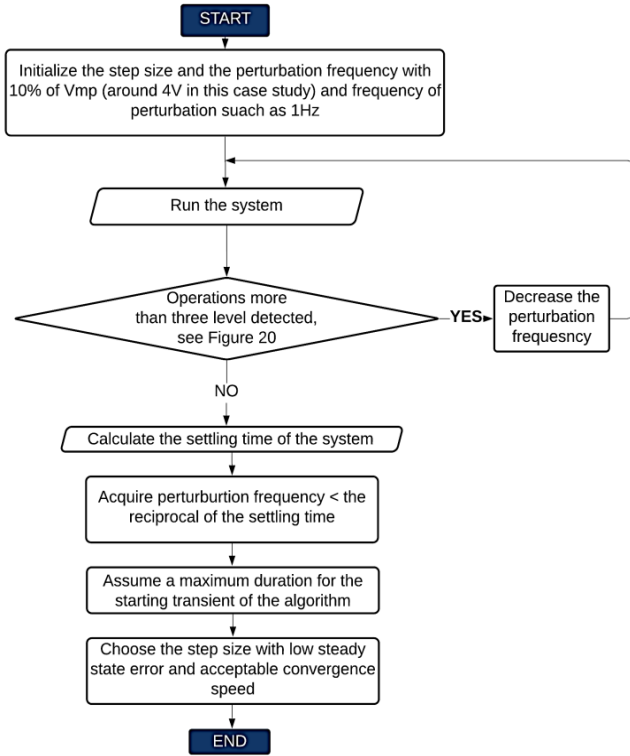 START
Initialize the step size and the perturbation frequency with
10% of Vmp (around 4V in this case study) and frequency of
perturbation suach as 1Hz
Run the system
Operations more
than three level detected,
see Figure 20
YES
Decrease the
perturbation
frequesncy
NO
Calculate the settling time of the system
Acquire perturburtion frequency < the
reciprocal of the settling time
Assume a maximum duration for the
starting transient of the algorithm
Choose the step size with low steady
state error and acceptable convergence
speed
END